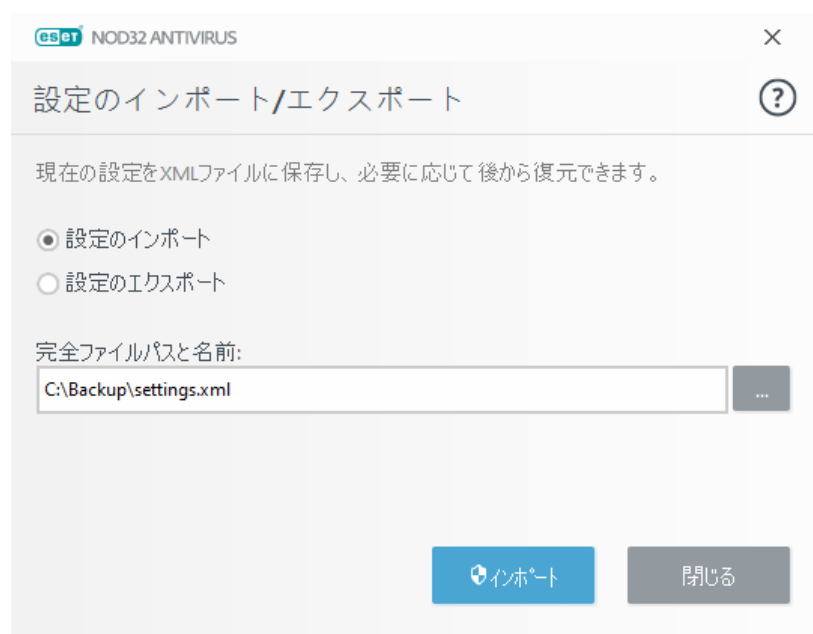 eset NOD32 ANTIVIRUS
設定のインポート/エクスポート
?
現在の設定をXMLファイルに保存し、必要に応じて後から復元できます。
設定のインポート
設定のエクスポート
完全ファイルパスと名前:
C:\Backup\settings.xml
...
インポート
閉じる